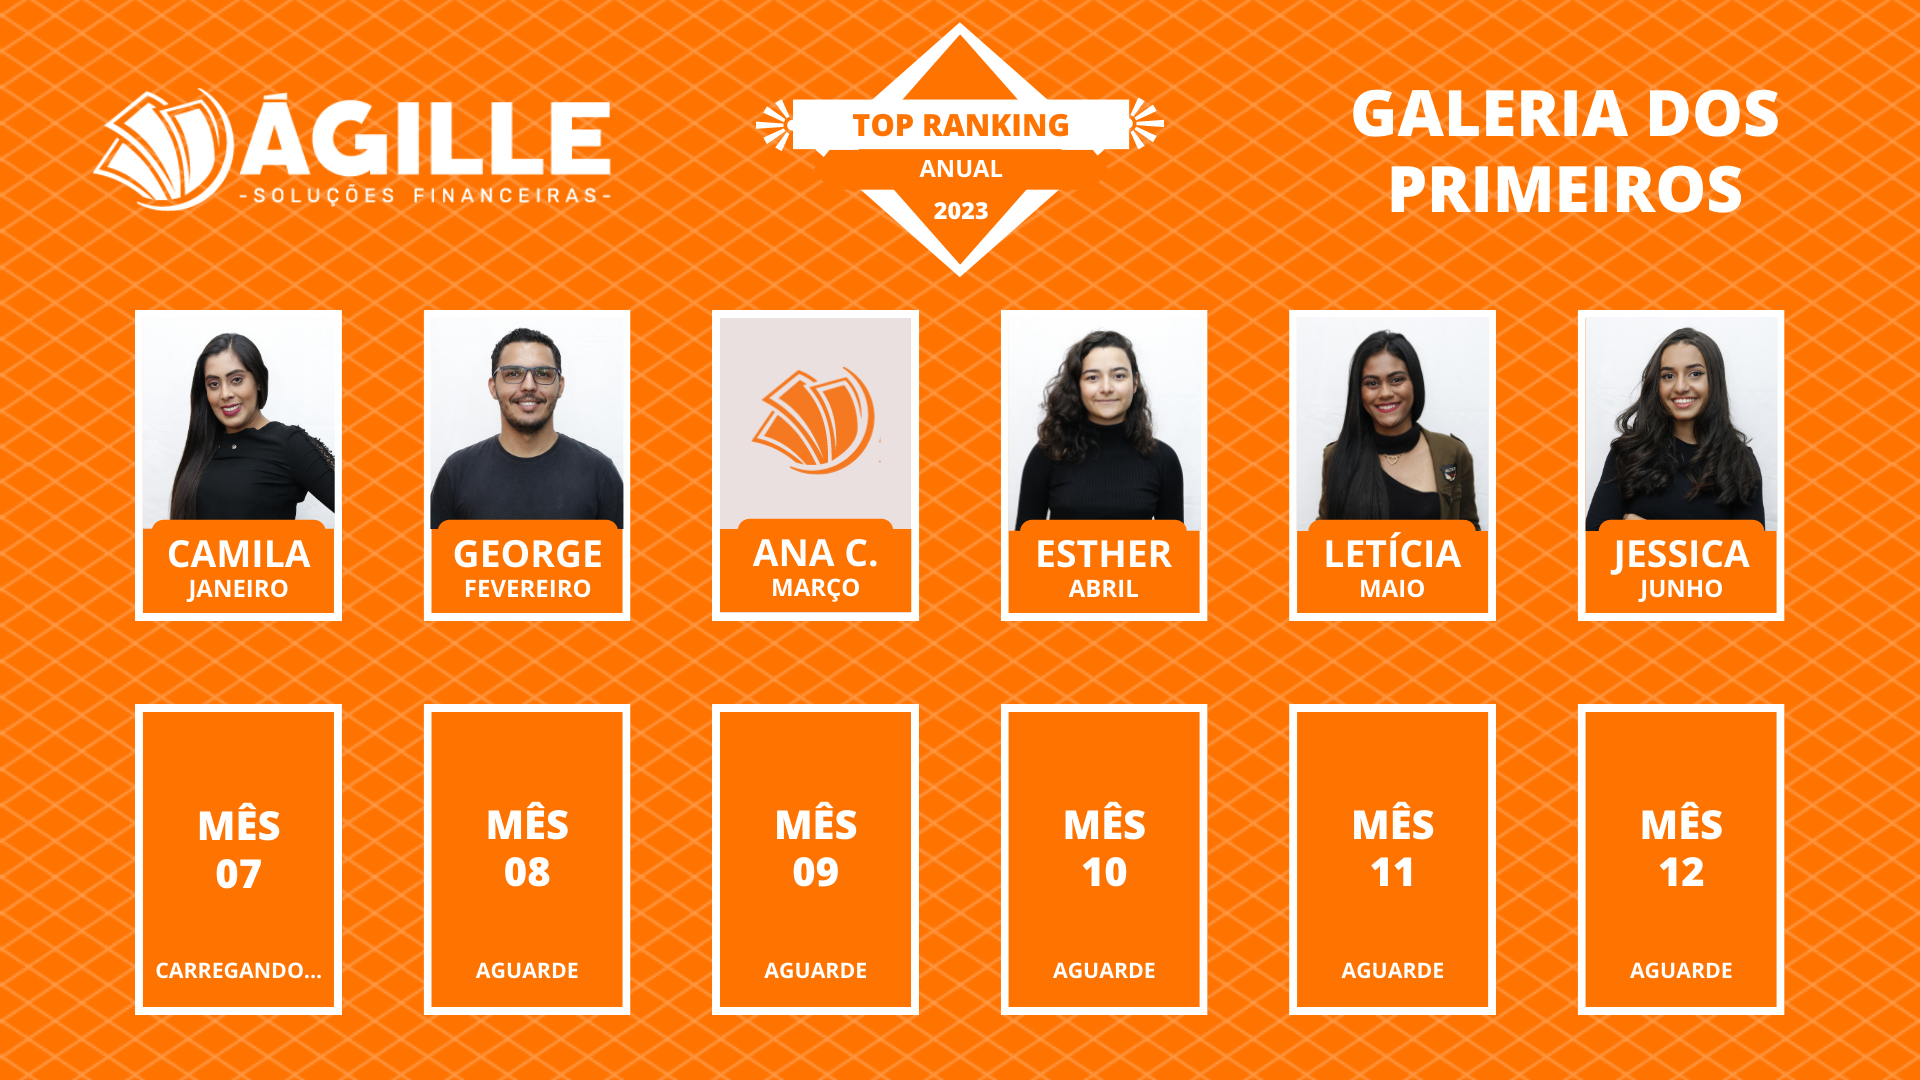 ÁGILLE
-SOLUÇÕES FINANCEIRAS-
TOP RANKING
ANUAL
2023
GALERIA DOS
PRIMEIROS
CAMILA
JANEIRO
GEORGE
FEVEREIRO
ANA C.
MARÇO
ESTHER
ABRIL
LETÍCIA
MAIO
JESSICA
JUNHO
MÊS
07
CARREGANDO...
MÊS
08
AGUARDE
MÊS
09
AGUARDE
MÊS
10
AGUARDE
MÊS
11
AGUARDE
MÊS
12
AGUARDE